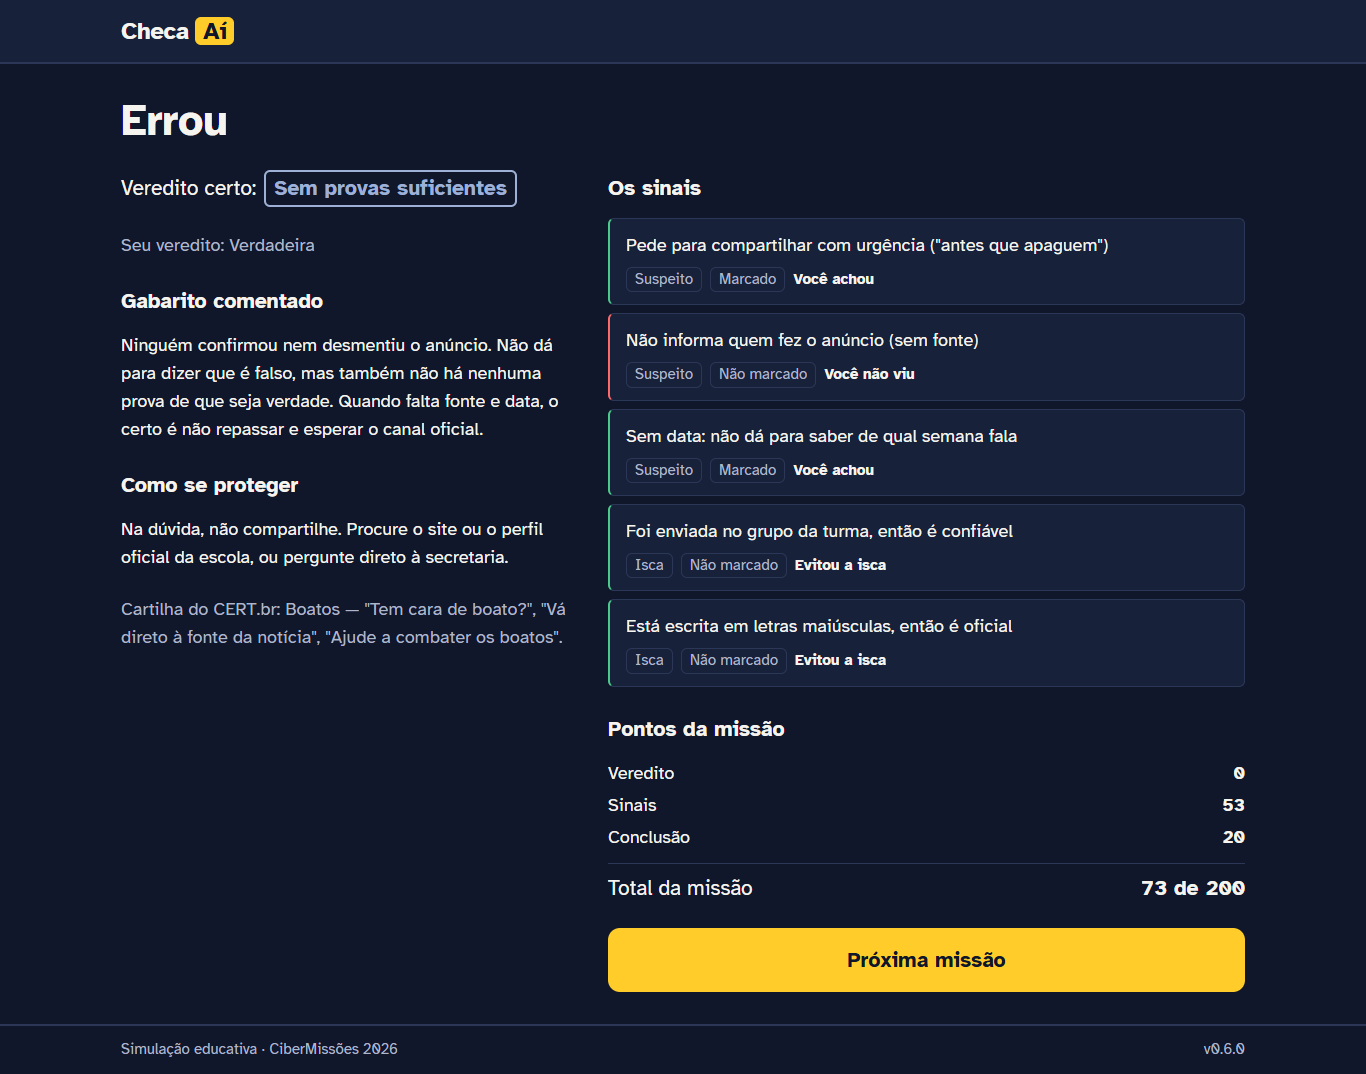 Checa Aí
Errou
Veredito certo: Sem provas suficientes
Seu veredito: Verdadeira
Gabarito comentado
Ninguém confirmou nem desmentiu o anúncio. Não dá
para dizer que é falso, mas também não há nenhuma
prova de que seja verdade. Quando falta fonte e data, o
certo é não repassar e esperar o canal oficial.
Como se proteger
Na dúvida, não compartilhe. Procure o site ou o perfil
oficial da escola, ou pergunte direto à secretaria.
Cartilha do CERT.br: Boatos — "Tem cara de boato?", "Vá
direto à fonte da notícia", "Ajude a combater os boatos".
Os sinais
Pede para compartilhar com urgência ("antes que apaguem")
Suspeito Marcado Você achou
Não informa quem fez o anúncio (sem fonte)
Suspeito Não marcado Você não viu
Sem data: não dá para saber de qual semana fala
Suspeito Marcado Você achou
Foi enviada no grupo da turma, então é confiável
Isca Não marcado Evitou a isca
Está escrita em letras maiúsculas, então é oficial
Isca Não marcado Evitou a isca
Pontos da missão
Veredito 0
Sinais 53
Conclusão 20
Total da missão 73 de 200
Próxima missão
Simulação educativa · CiberMissões 2026 v0.6.0